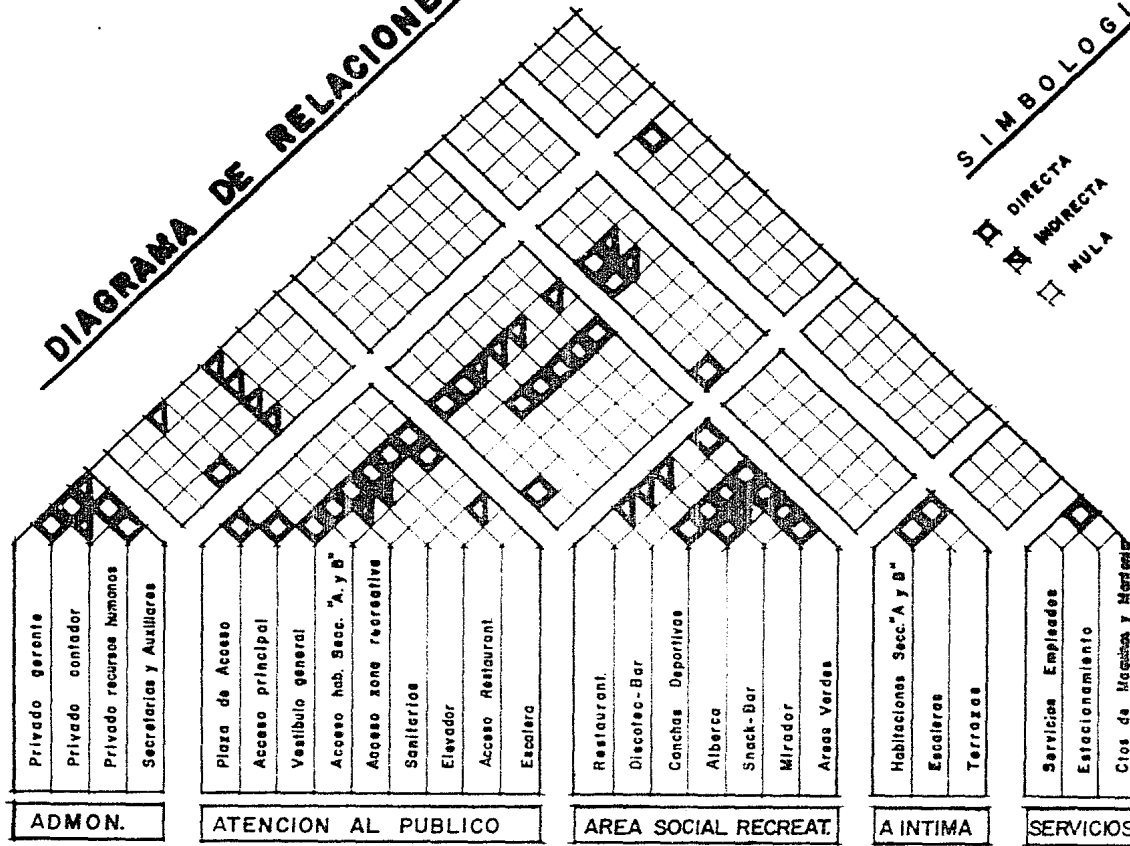 DIAGRAMA DE RELACIONE
SIMBOLOGI
DIRECTA
INDIRECTA
NULA
Privado gerente
Privado contador
Privado recursos humanos
Secretarias y Auxiliares
Plaza de Acceso
Acceso principal
Vestibulo general
Acceso hab. Secc. "A y B"
Acceso zona recreativa
Sanitarios
Elevador
Acceso Restaurant
Escalera
Restaurant.
Discotec-Bar
Canchas Deportivas
Alberca
Snack-Bar
Mirador
Areas Verdes
Habitaciones Secc."A y B"
Escaleras
Terrazas
Servicios Empleados
Estacionamiento
Ctos de Maquinas y
ADMON.
ATENCION AL PUBLICO
AREA SOCIAL RECREAT.
A INTIMA
SERVICIOS